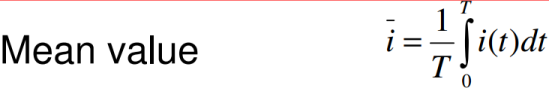 Mean value
i̅ = 1/T ∫₀ᵀ i(t)dt